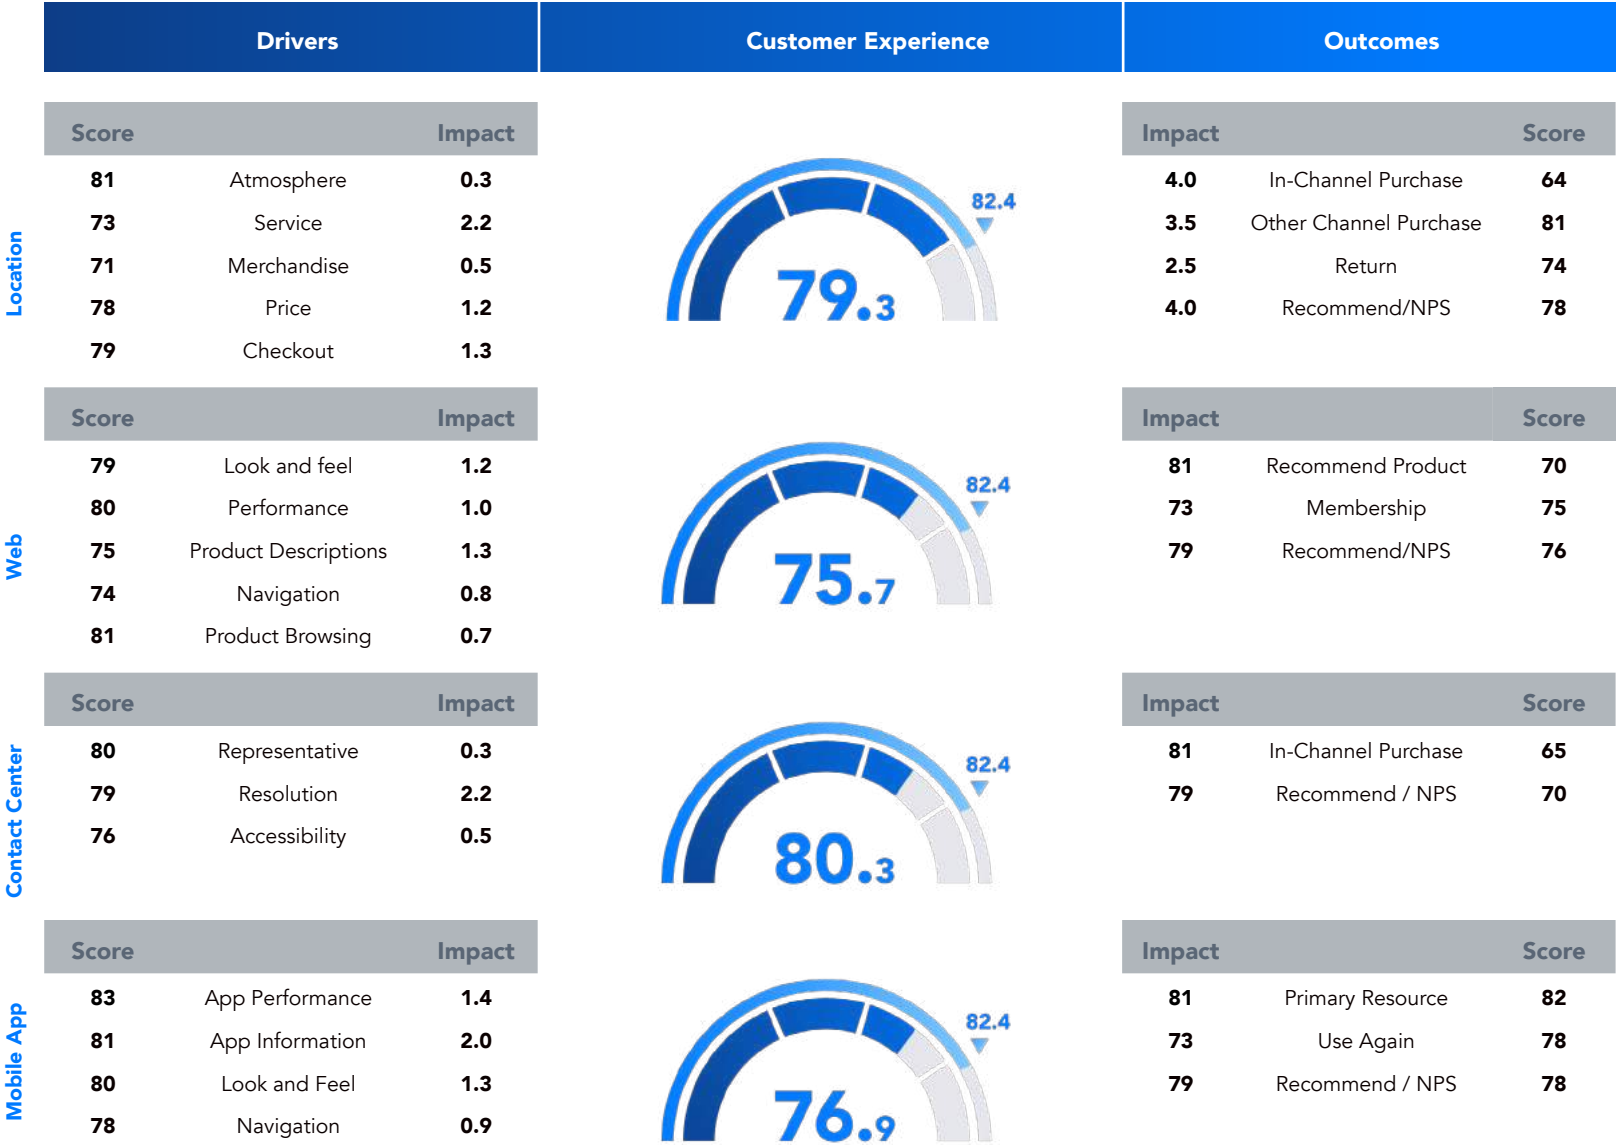 Drivers Customer Experience Outcomes
Location
Score Impact
81 Atmosphere 0.3
73 Service 2.2
71 Merchandise 0.5
78 Price 1.2
79 Checkout 1.3
82.4
79.3
Impact Score
4.0 In-Channel Purchase 64
3.5 Other Channel Purchase 81
2.5 Return 74
4.0 Recommend/NPS 78
Web
Score Impact
79 Look and feel 1.2
80 Performance 1.0
75 Product Descriptions 1.3
74 Navigation 0.8
81 Product Browsing 0.7
82.4
75.7
Impact Score
81 Recommend Product 70
73 Membership 75
79 Recommend/NPS 76
Contact Center
Score Impact
80 Representative 0.3
79 Resolution 2.2
76 Accessibility 0.5
82.4
80.3
Impact Score
81 In-Channel Purchase 65
79 Recommend / NPS 70
Mobile App
Score Impact
83 App Performance 1.4
81 App Information 2.0
80 Look and Feel 1.3
78 Navigation 0.9
82.4
76.9
Impact Score
81 Primary Resource 82
73 Use Again 78
79 Recommend / NPS 78